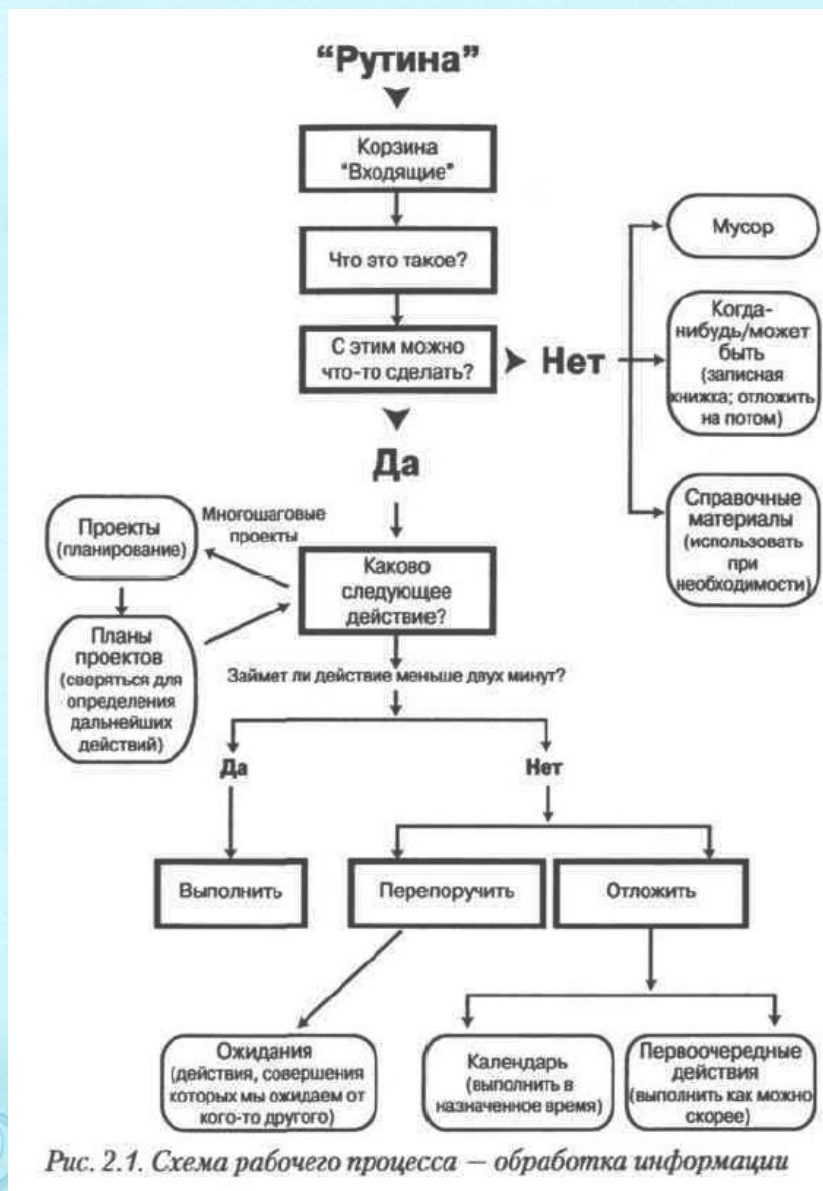 “Рутина”
Корзина
“Входящие”
Что это такое?
С этим можно
что-то сделать?
Нет
Мусор
Когда-
нибудь/может
быть
(записная
книжка; отложить
на потом)
Справочные
материалы
(использовать
при
необходимости)
Да
Многошаговые
проекты
Проекты
(планирование)
Планы
проектов
(сверяться для
определения
дальнейших
действий)
Каково
следующее
действие?
Займет ли действие меньше двух минут?
Да
Нет
Выполнить
Перепоручить
Отложить
Ожидания
(действия, совершения
которых мы ожидаем от
кого-то другого)
Календарь
(выполнить в
назначенное время)
Первоочередные
действия
(выполнить как можно
скорее)
Рис. 2.1. Схема рабочего процесса — обработка информации